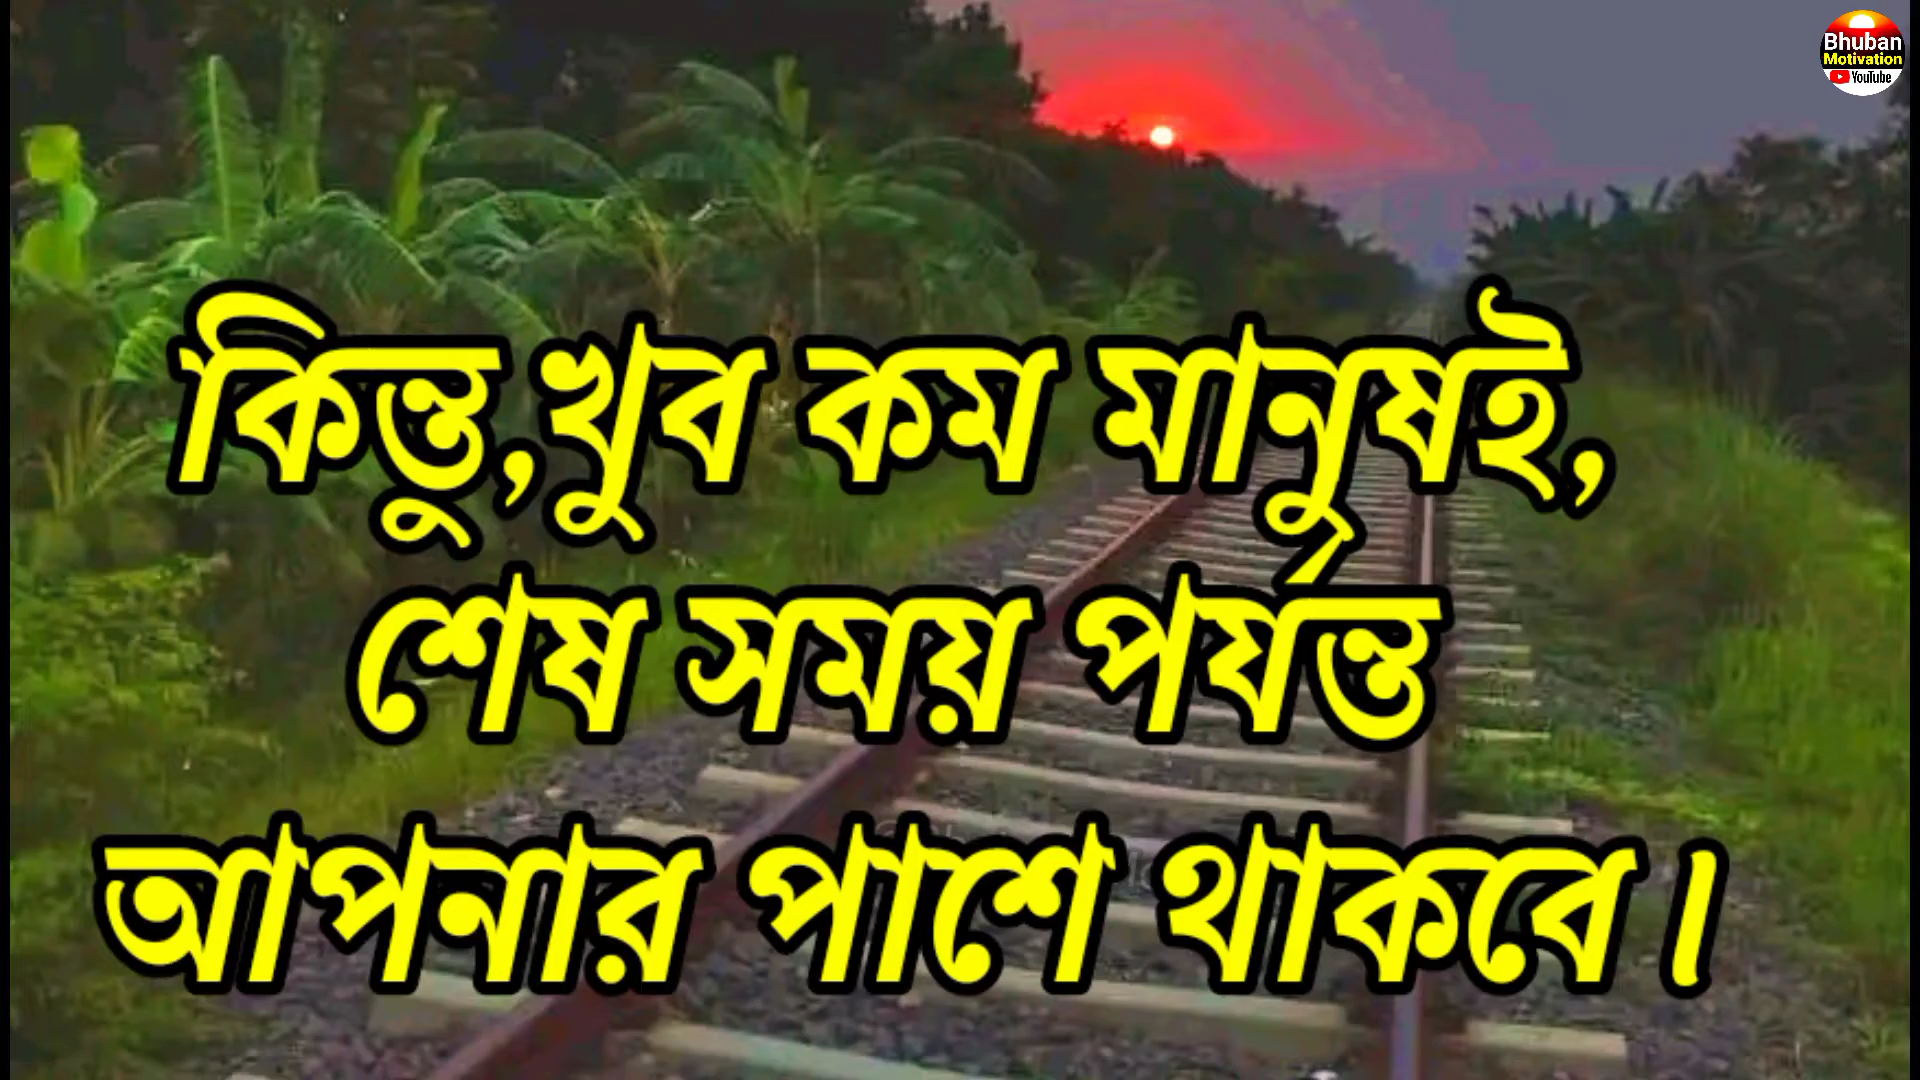 Bhuban
Motivation
YouTube
কিন্তু,খুব কম মানুষই,
শেষ সময় পর্যন্ত
আপনার পাশে থাকবে।